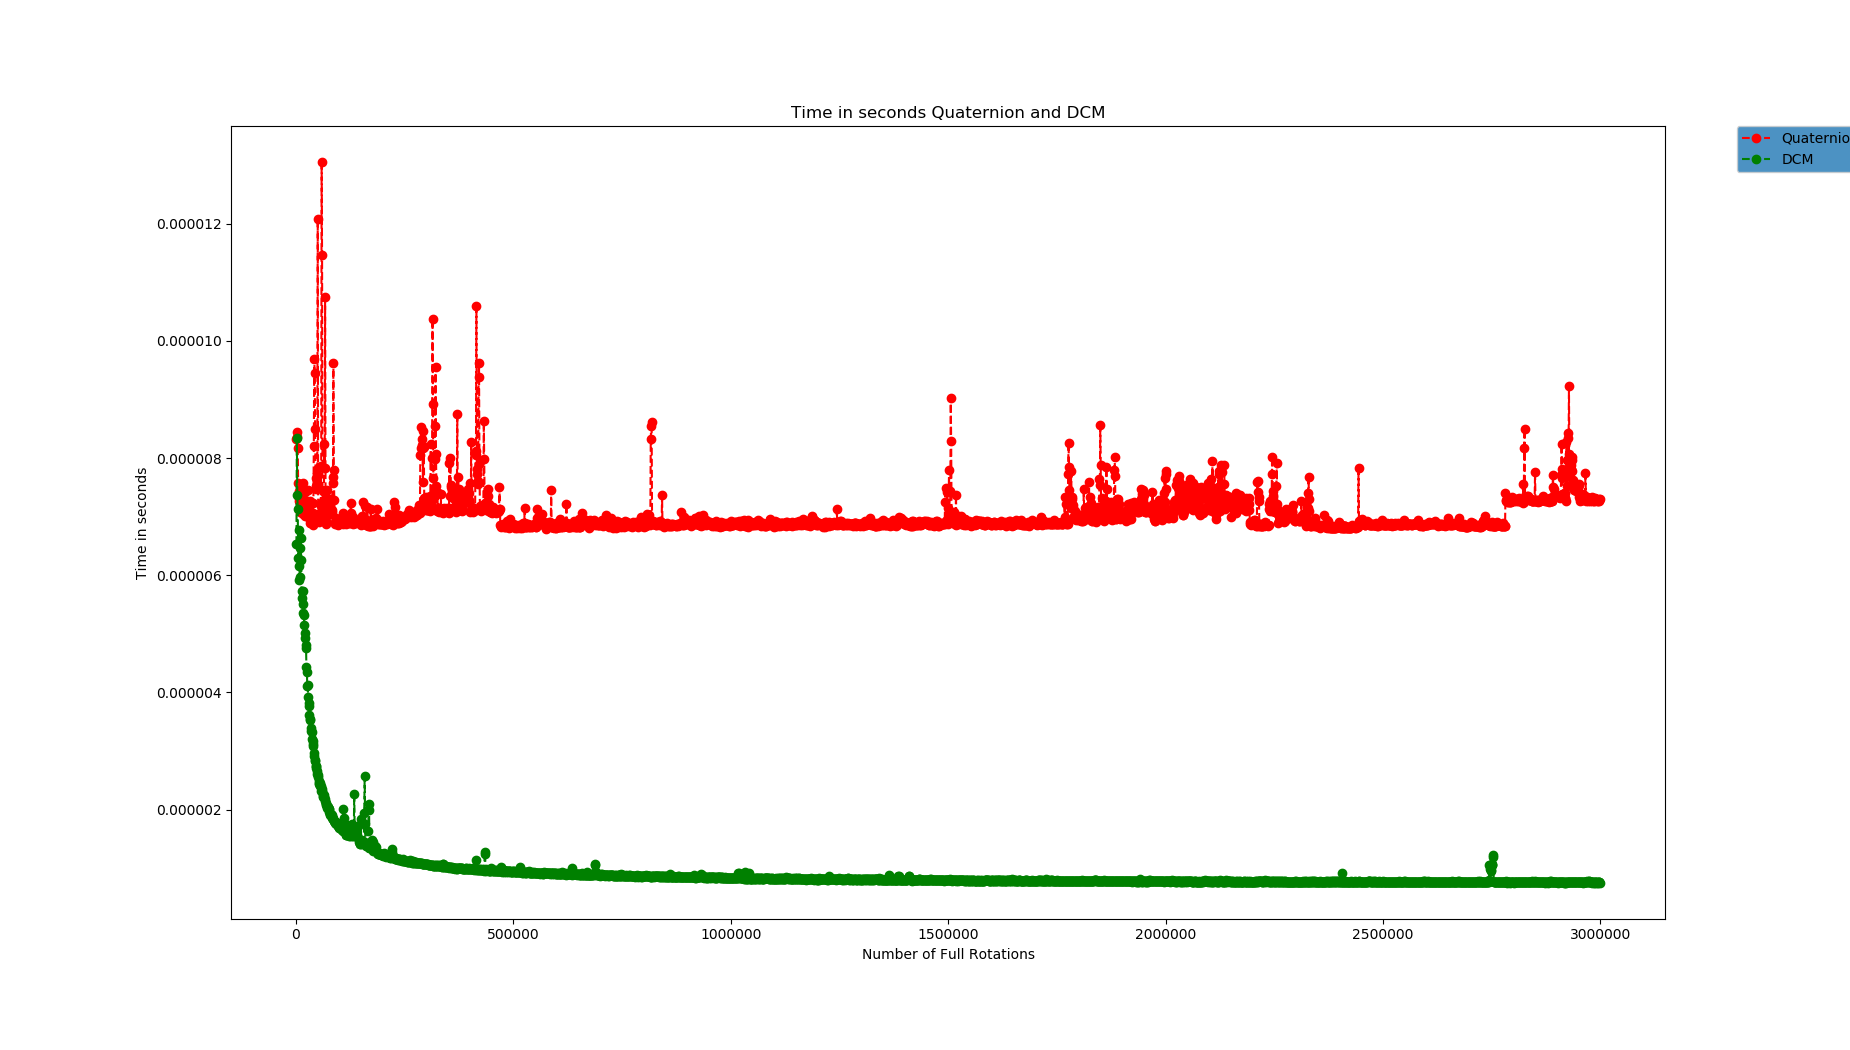 Time in seconds Quaternion and DCM
Quaternio
DCM
0.000012
0.000010
0.000008
0.000006
0.000004
0.000002
Time in seconds
0 500000 1000000 1500000 2000000 2500000 3000000
Number of Full Rotations